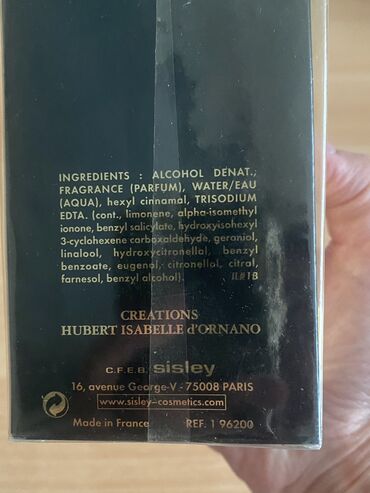 INGREDIENTS : ALCOHOL DENAT.,
FRAGRANCE (PARFUM), WATER/EAU
(AQUA), hexyl cinnamal, TRISODIUM
EDTA. (cont., limonene, alpha-isomethyl
ionone, benzyl salicylate, hydroxyisohexyl
3-cyclohexene carboxaldehyde, geraniol,
linalool, hydroxycitronellal, benzyl
benzoate, eugenol, citronellol, citral,
farnesol, benzyl alcohol). IL#1B
CREATIONS
HUBERT ISABELLE d'ORNANO
C.F.E.B. sisley
16, avenue George-V - 75008 PARIS
www.sisley-cosmetics.com
Made in France REF. 1 96200